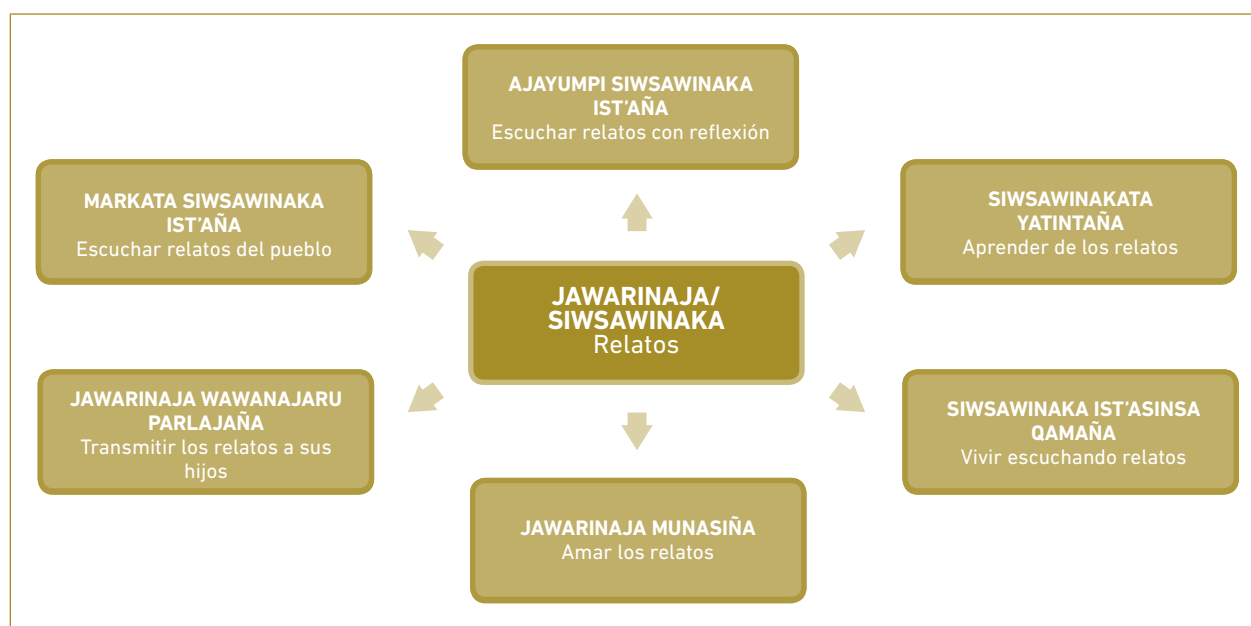 AJAYUMPI SIWSAWINAKA
IST’AÑA
Escuchar relatos con reflexión
MARKATA SIWSAWINAKA
IST’AÑA
Escuchar relatos del pueblo
SIWSAWINAKATA
YATINTAÑA
Aprender de los relatos
JAWARINAJA/
SIWSAWINAKA
Relatos
JAWARINAJA WAWANAJARU
PARLAJAÑA
Transmitir los relatos a sus
hijos
SIWSAWINAKA IST’ASINSA
QAMAÑA
Vivir escuchando relatos
JAWARINAJA MUNASIÑA
Amar los relatos